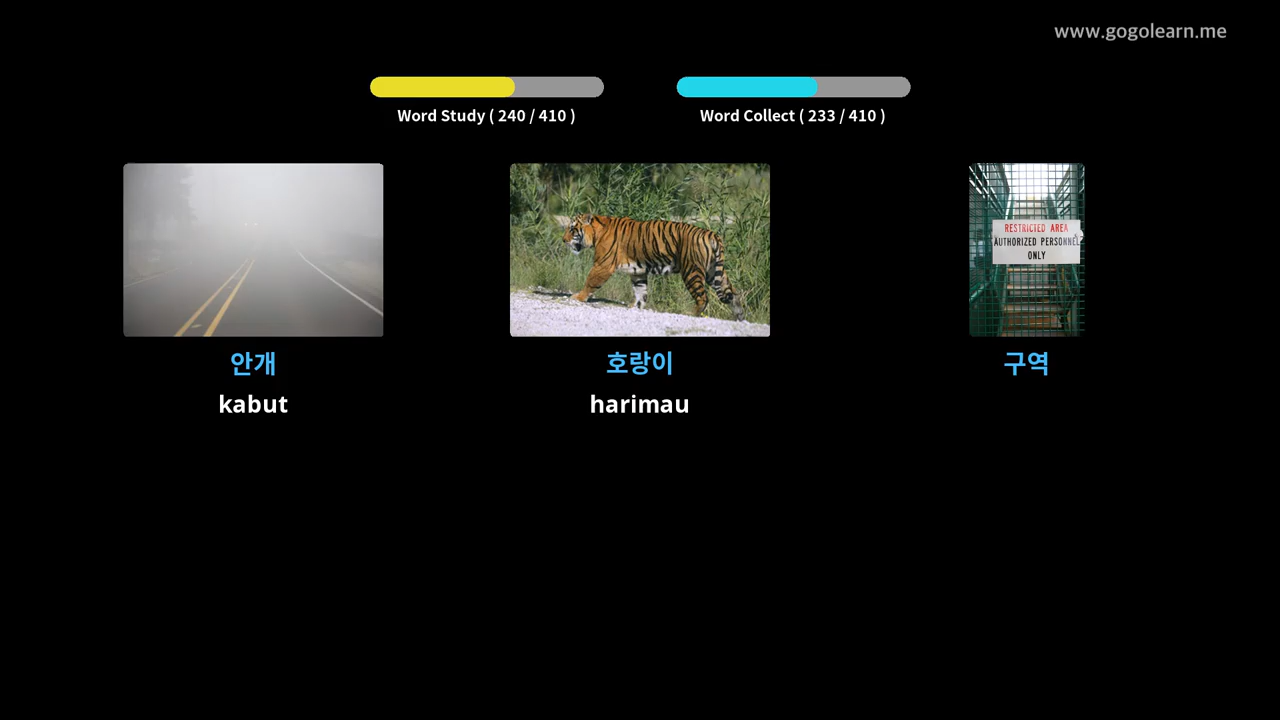 www.gogolearn.me
Word Study ( 240 / 410 )
Word Collect ( 233 / 410 )
RESTRICTED AREA
AUTHORIZED PERSONNEL
ONLY
안개
호랑이
구역
kabut
harimau